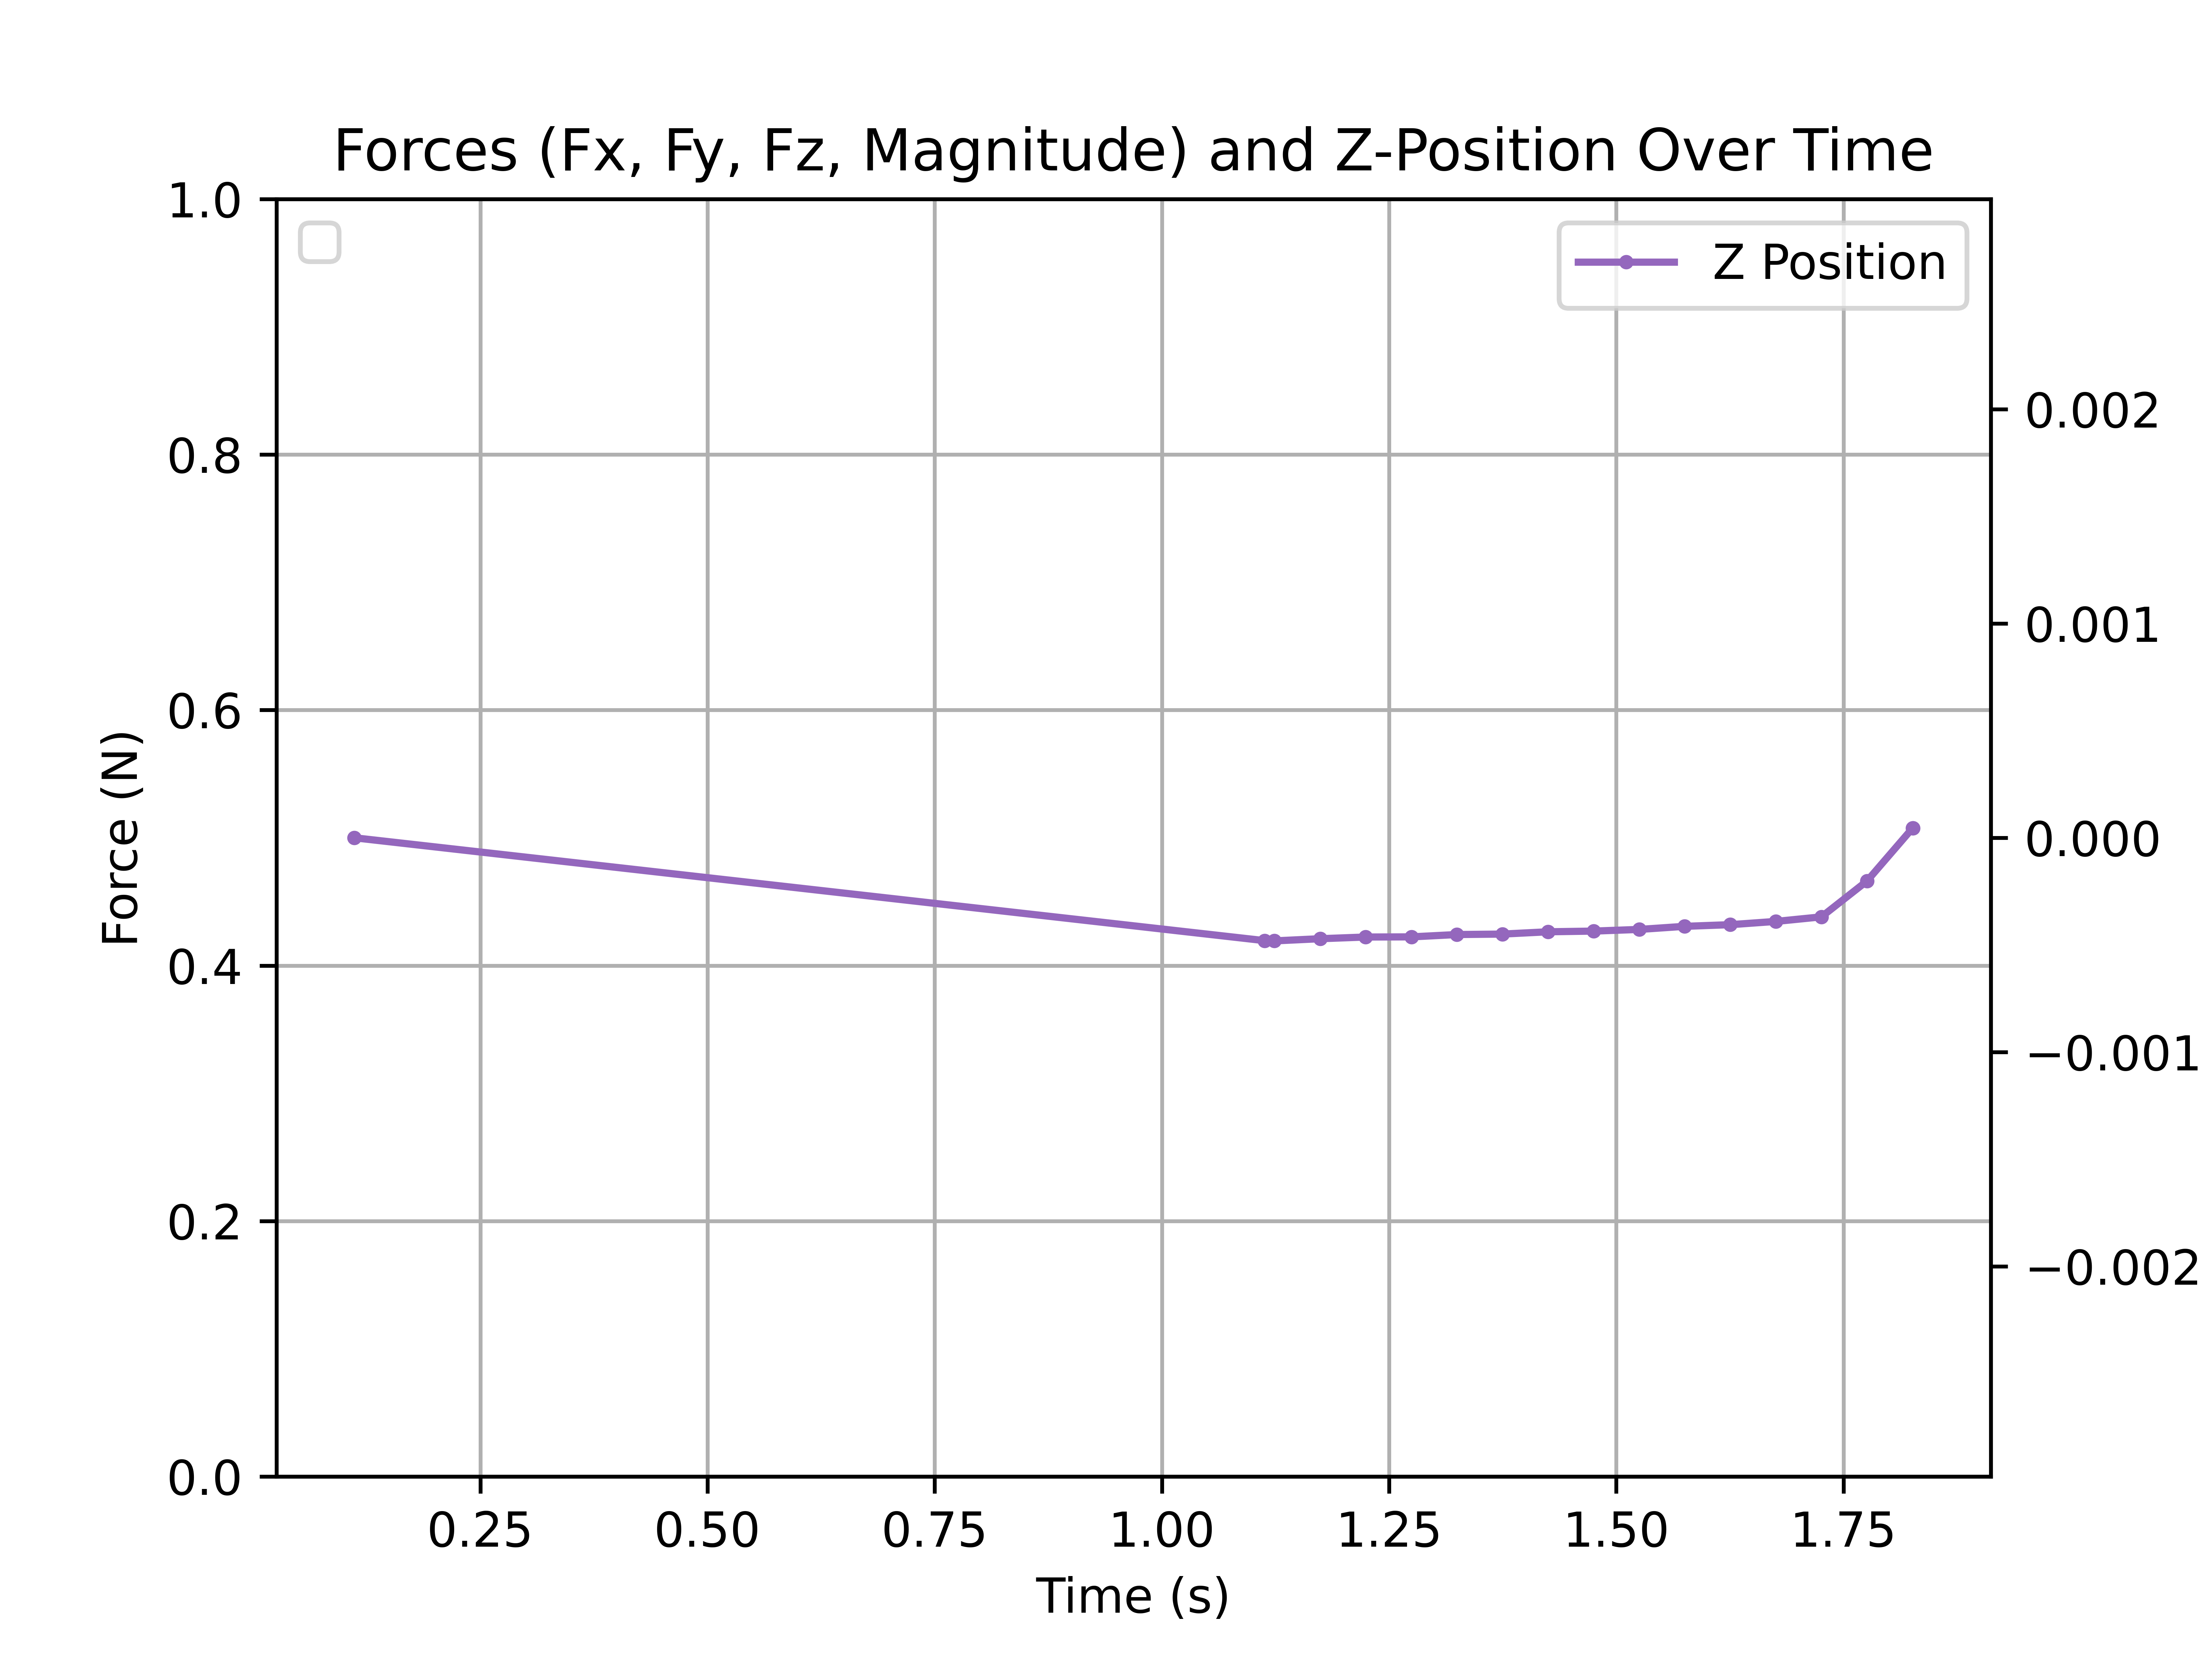 Forces (Fx, Fy, Fz, Magnitude) and Z-Position Over Time
Z Position
1.0
0.8
0.6
0.4
0.2
0.0
Force (N)
0.002
0.001
0.000
−0.001
−0.002
0.25 0.50 0.75 1.00 1.25 1.50 1.75
Time (s)